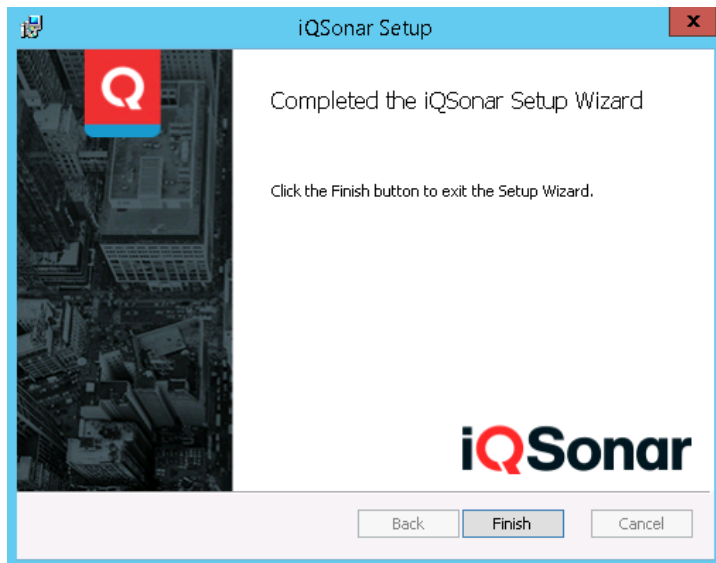 iQSonar Setup
x
Completed the iQSonar Setup Wizard
Click the Finish button to exit the Setup Wizard.
iQSonar
Back Finish Cancel